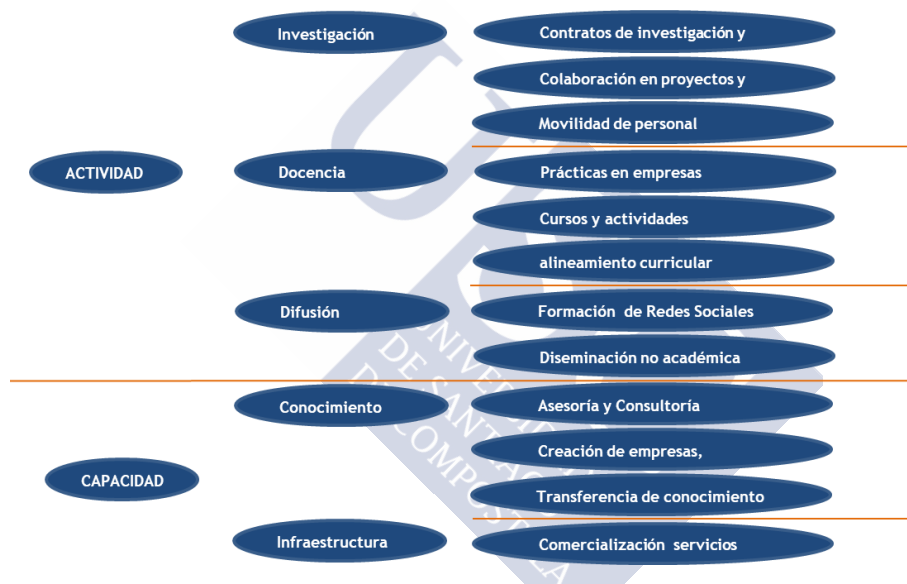 Investigación
Contratos de investigación y
Colaboración en proyectos y
Movilidad de personal
ACTIVIDAD
Docencia
Prácticas en empresas
Cursos y actividades
alineamiento curricular
Difusión
Formación de Redes Sociales
Diseminación no académica
Conocimiento
Asesoría y Consultoría
Creación de empresas,
CAPACIDAD
Transferencia de conocimiento
Infraestructura
Comercialización servicios
DE